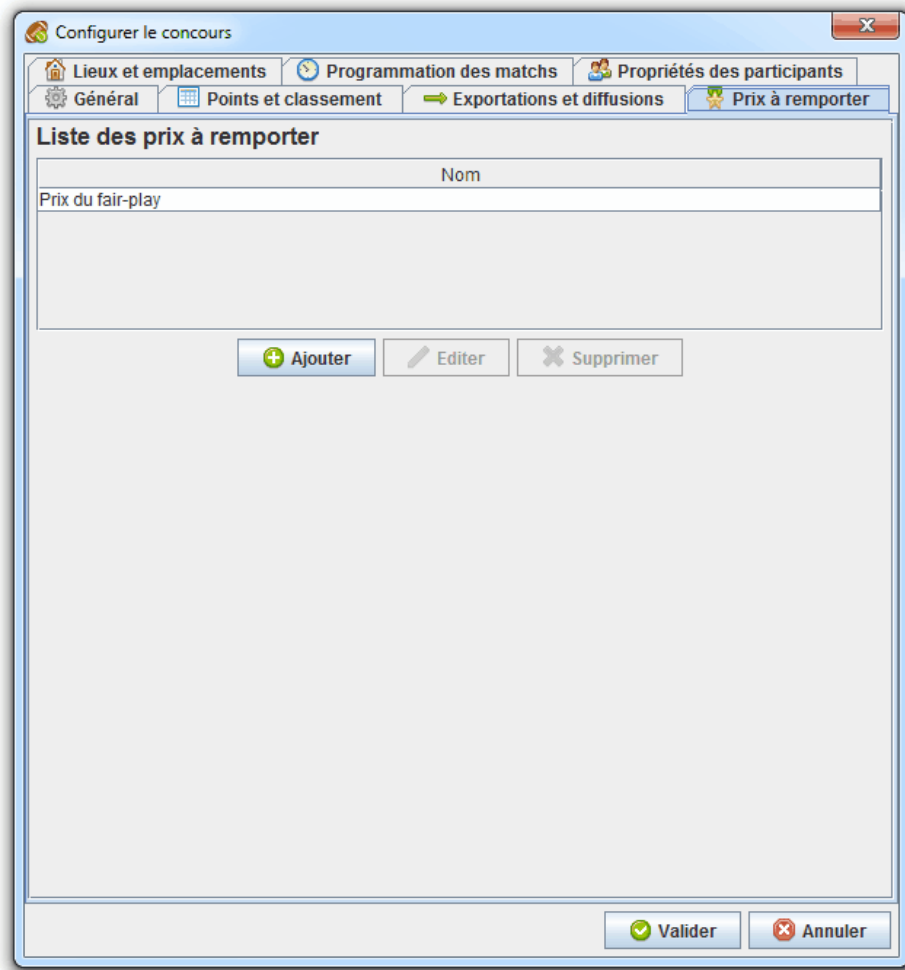 Configurer le concours
Lieux et emplacements Programmation des matchs Propriétés des participants
Général Points et classement Exportations et diffusions Prix à remporter
Liste des prix à remporter
Nom
Prix du fair-play
Ajouter Editer Supprimer
Valider Annuler